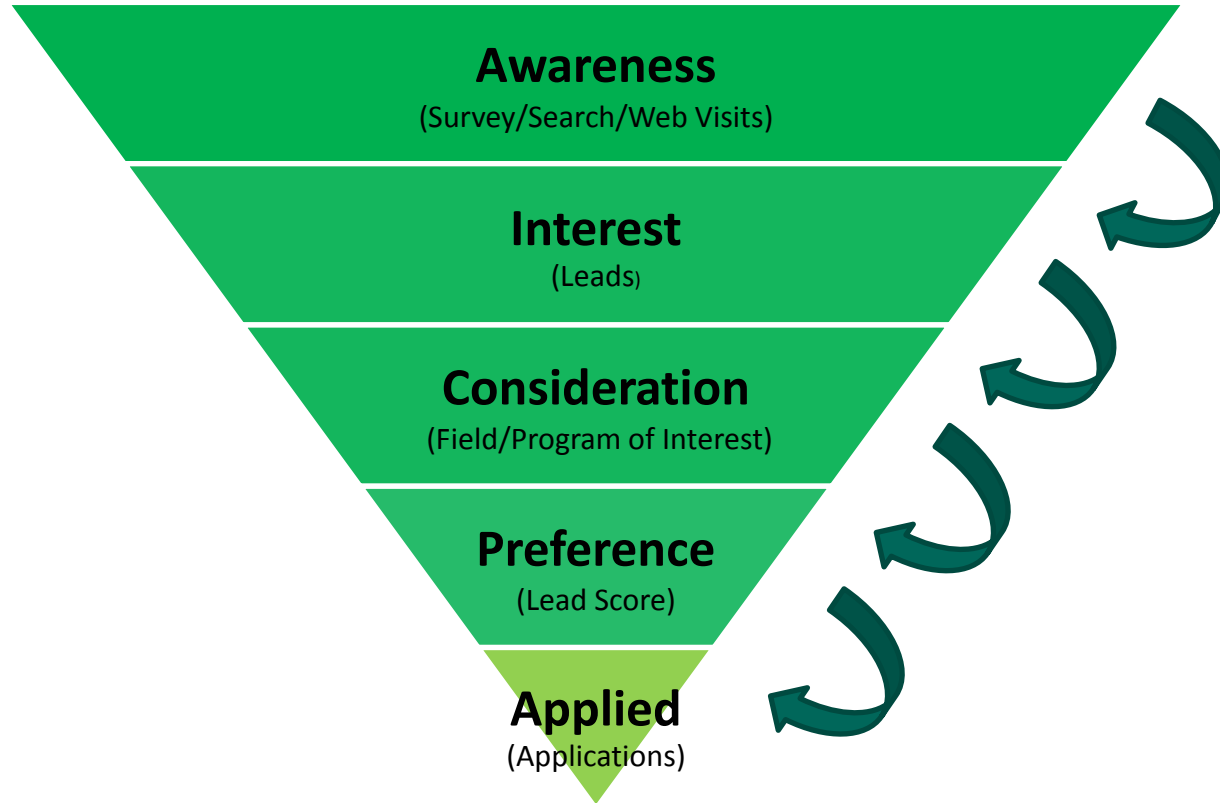 Awareness
(Survey/Search/Web Visits)
Interest
(Leads)
Consideration
(Field/Program of Interest)
Preference
(Lead Score)
Applied
(Applications)